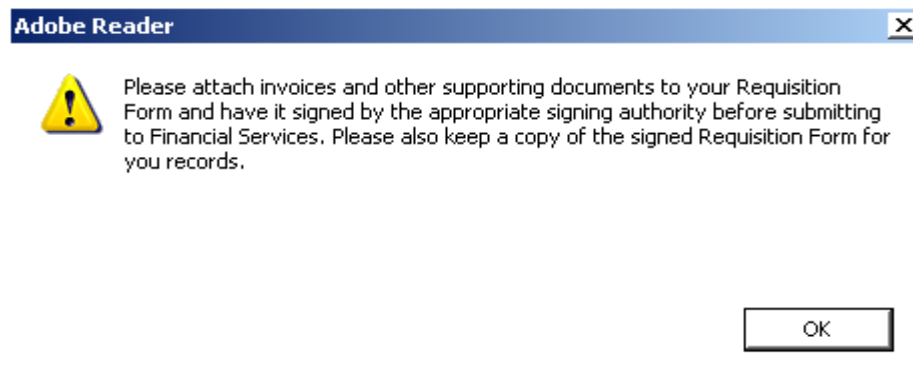 Adobe Reader
Please attach invoices and other supporting documents to your Requisition
Form and have it signed by the appropriate signing authority before submitting
to Financial Services. Please also keep a copy of the signed Requisition Form for
you records.
OK